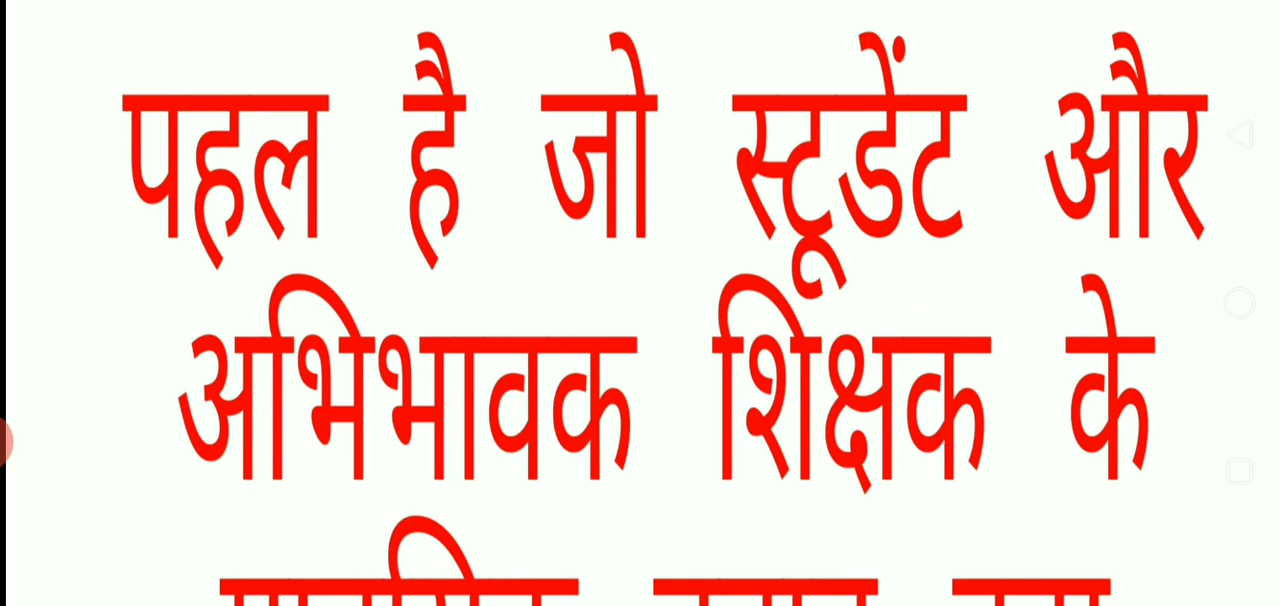 पहल है जो स्टूडेंट और
अभिभावक शिक्षक के